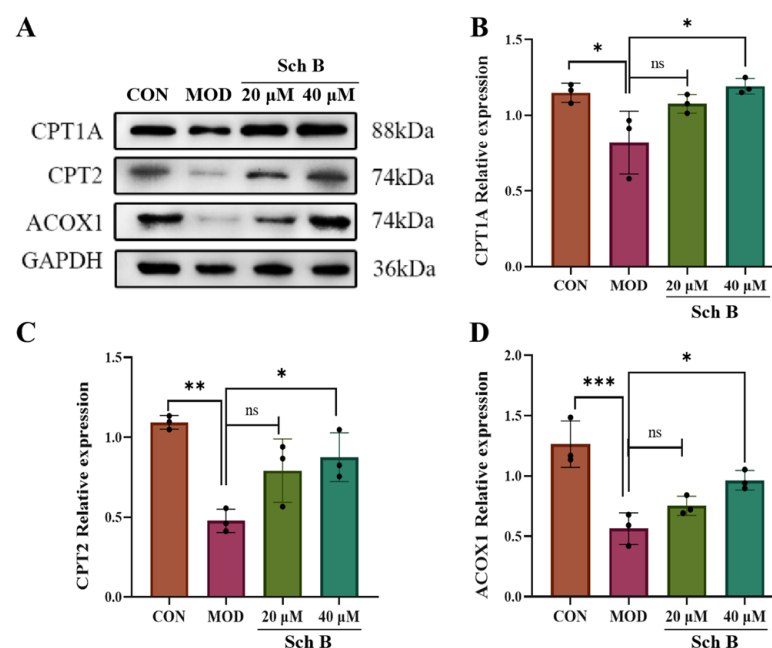 A
Sch B
CON MOD 20 μM 40 μM
CPT1A 88kDa
CPT2 74kDa
ACOX1 74kDa
GAPDH 36kDa
B
CPT1A Relative expression
1.5
1.0
0.5
0.0
*
ns
*
CON MOD 20 μM 40 μM
Sch B
C
CPT2 Relative expression
1.5
1.0
0.5
0.0
**
ns
*
CON MOD 20 μM 40 μM
Sch B
D
ACOX1 Relative expression
2.0
1.5
1.0
0.5
0.0
***
ns
*
CON MOD 20 μM 40 μM
Sch B